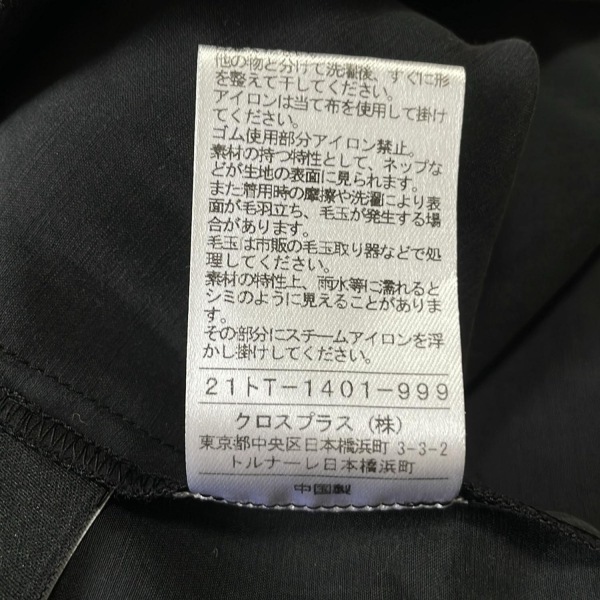 他の物と分けて洗濯後、すぐに形
を整えて干してください。
アイロンは当て布を使用して掛け
てください。
ゴム使用部分アイロン禁止。
素材の持つ特性として、ネップな
どが生地の表面に見られます。
また着用時の摩擦や洗濯により表
面が毛羽立ち、毛玉が発生する場
合があります。
毛玉は市販の毛玉取り器などで処
理してください。
素材の特性上、雨水等に濡れると
シミのように見えることがありま
す。
その部分にスチームアイロンを浮
かし掛けしてください。
21トT-1401-999
クロスプラス（株）
東京都中央区日本橋浜町 3-3-2
トルナーレ日本橋浜町
中国製